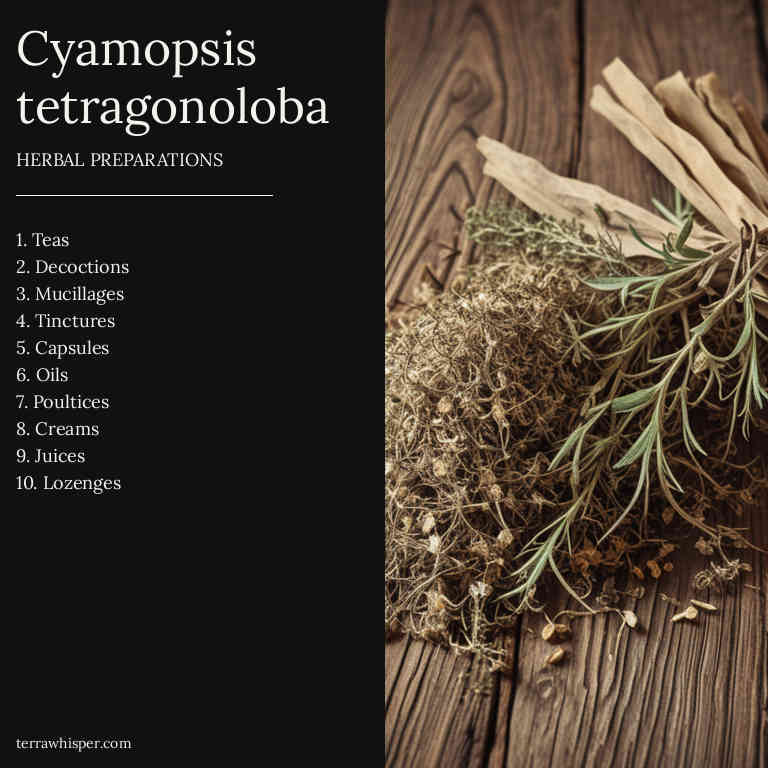 Cyamopsis
tetragonoloba
HERBAL PREPARATIONS
1. Teas
2. Decoctions
3. Mucillages
4. Tinctures
5. Capsules
6. Oils
7. Poultices
8. Creams
9. Juices
10. Lozenges
terrawhisper.com